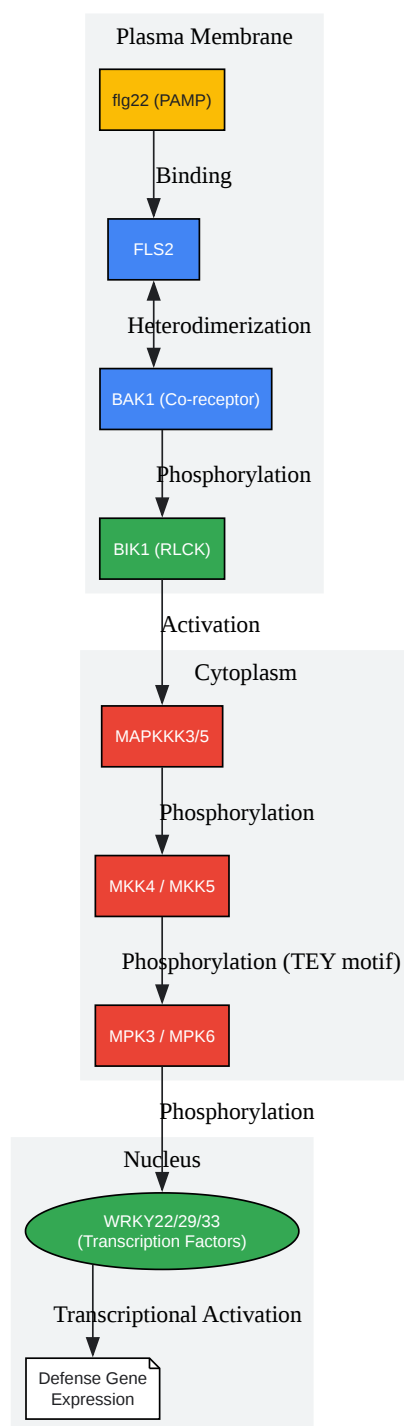 Plasma Membrane
flg22 (PAMP)
Binding
FLS2
Heterodimerization
BAK1 (Co-receptor)
Phosphorylation
BIK1 (RLCK)
Activation
Cytoplasm
MAPKKK3/5
Phosphorylation
MKK4 / MKK5
Phosphorylation (TEY motif)
MPK3 / MPK6
Phosphorylation
Nucleus
WRKY22/29/33
(Transcription Factors)
Transcriptional Activation
Defense Gene
Expression